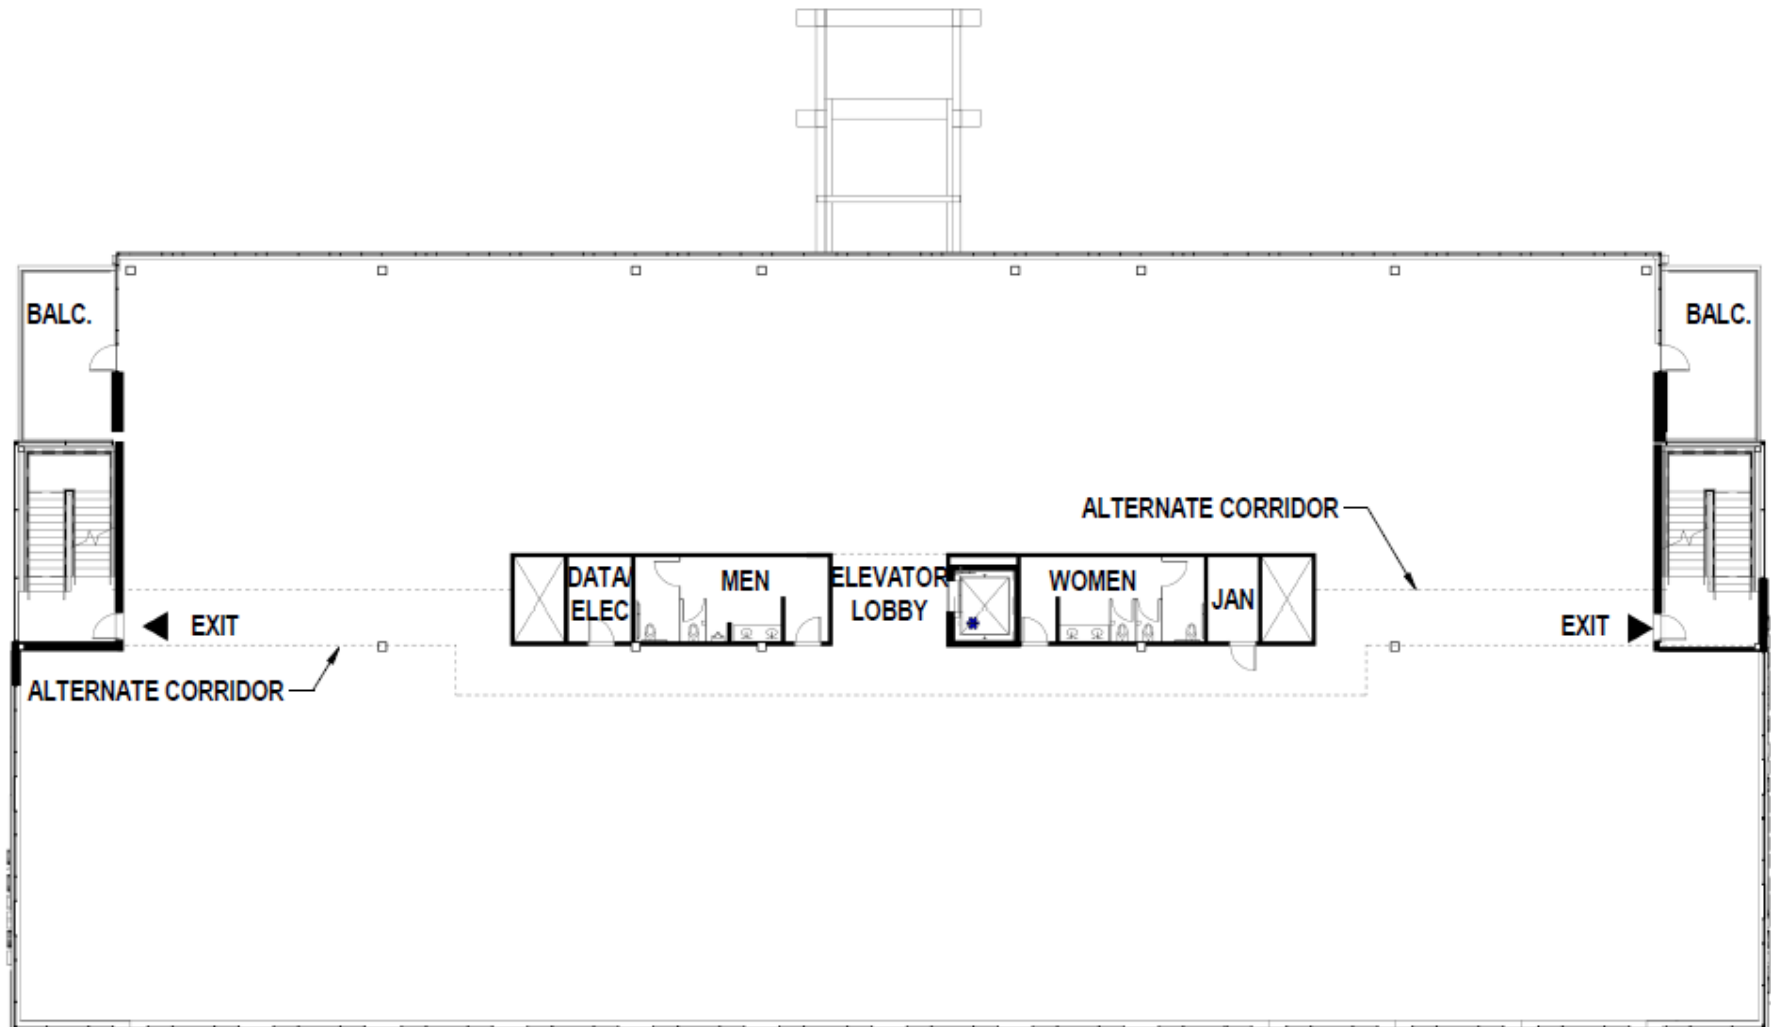 BALC.
BALC.
ALTERNATE CORRIDOR
DATA/
ELEC
MEN
ELEVATOR
LOBBY
WOMEN
JAN
EXIT
EXIT
ALTERNATE CORRIDOR